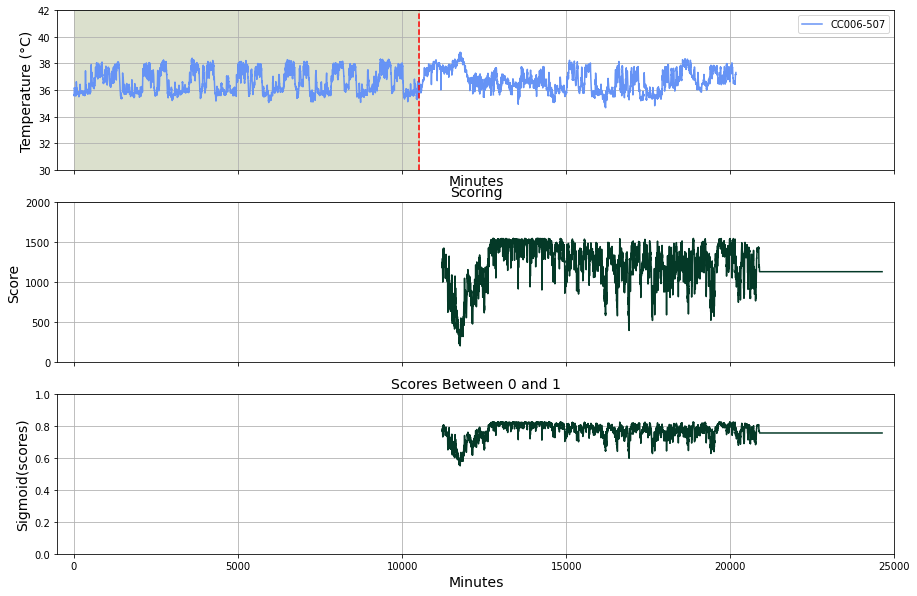 42
40
38
36
34
32
30
Temperature (°C)
CC006-507
Minutes
Scoring
2000
1500
1000
500
0
Score
Scores Between 0 and 1
1.0
0.8
0.6
0.4
0.2
0.0
Sigmoid(scores)
0 5000 10000 15000 20000 25000
Minutes